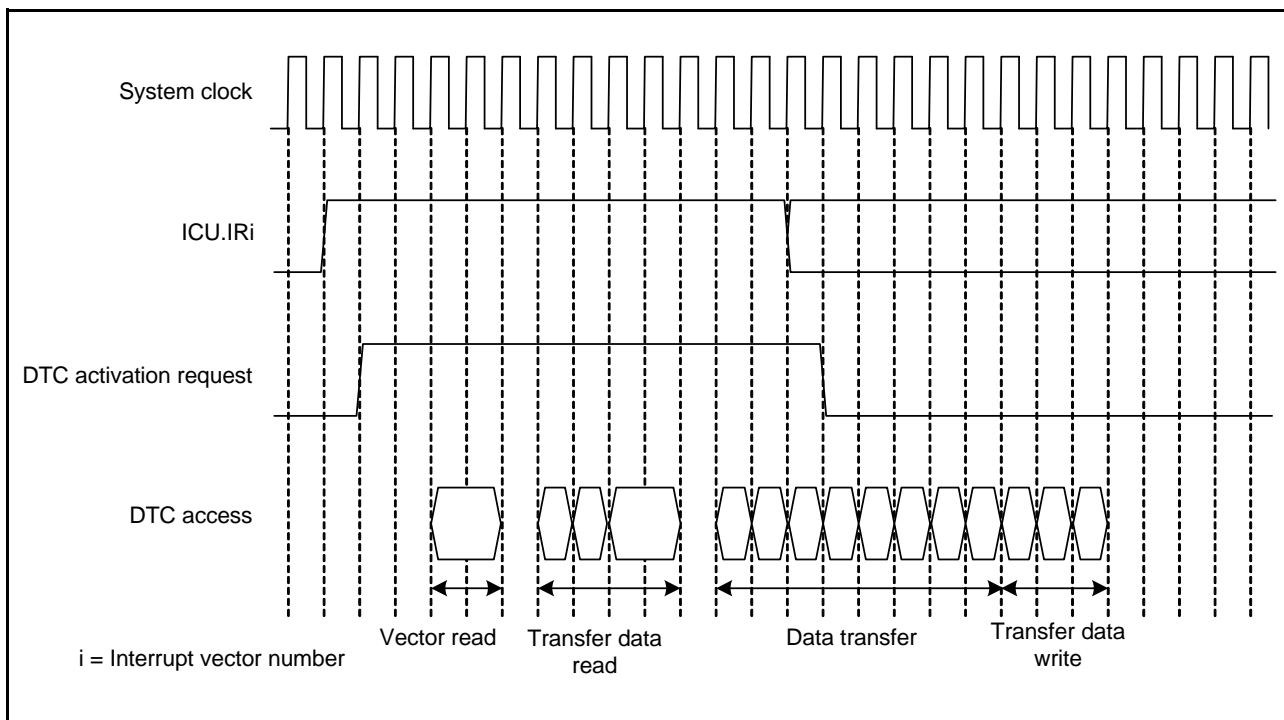 System clock
ICU.IRi
DTC activation request
DTC access
Vector read
Transfer data
read
Data transfer
Transfer data
write
i = Interrupt vector number